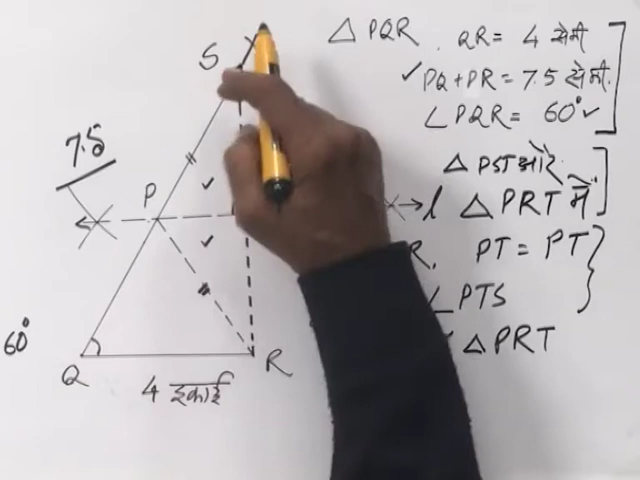 △ PQR, QR = 4 सेमी
✓PQ+PR = 7.5 सेमी.
∠PQR = 60° ✓
△ PST और
△ PRT में
R, PT = PT
∠PTS
△PRT
S
7.5
P
l
60°
Q
R
4 इकाई